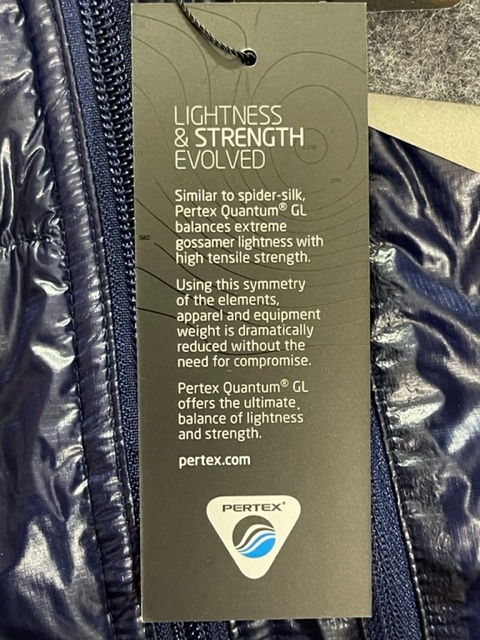 LIGHTNESS
& STRENGTH
EVOLVED
Similar to spider-silk,
Pertex Quantum® GL
balances extreme
gossamer lightness with
high tensile strength.
Using this symmetry
of the elements,
apparel and equipment
weight is dramatically
reduced without the
need for compromise.
Pertex Quantum® GL
offers the ultimate
balance of lightness
and strength.
pertex.com
PERTEX®